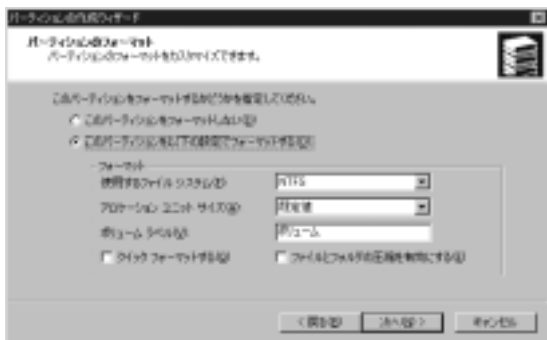 パーティションの作成ウィザード
パーティションのフォーマット
パーティションのフォーマットをカスタマイズできます。
このパーティションをフォーマットするかどうかを指定してください。
このパーティションをフォーマットしない(D)
このパーティションを以下の設定でフォーマットする(O)
フォーマット
使用するファイル システム(F)
NTFS
アロケーション ユニット サイズ(A)
既定値
ボリューム ラベル(V)
ボリューム
クイック フォーマットする(Q)
ファイルとフォルダの圧縮を有効にする(E)
< 戻る(B)
次へ(N) >
キャンセル